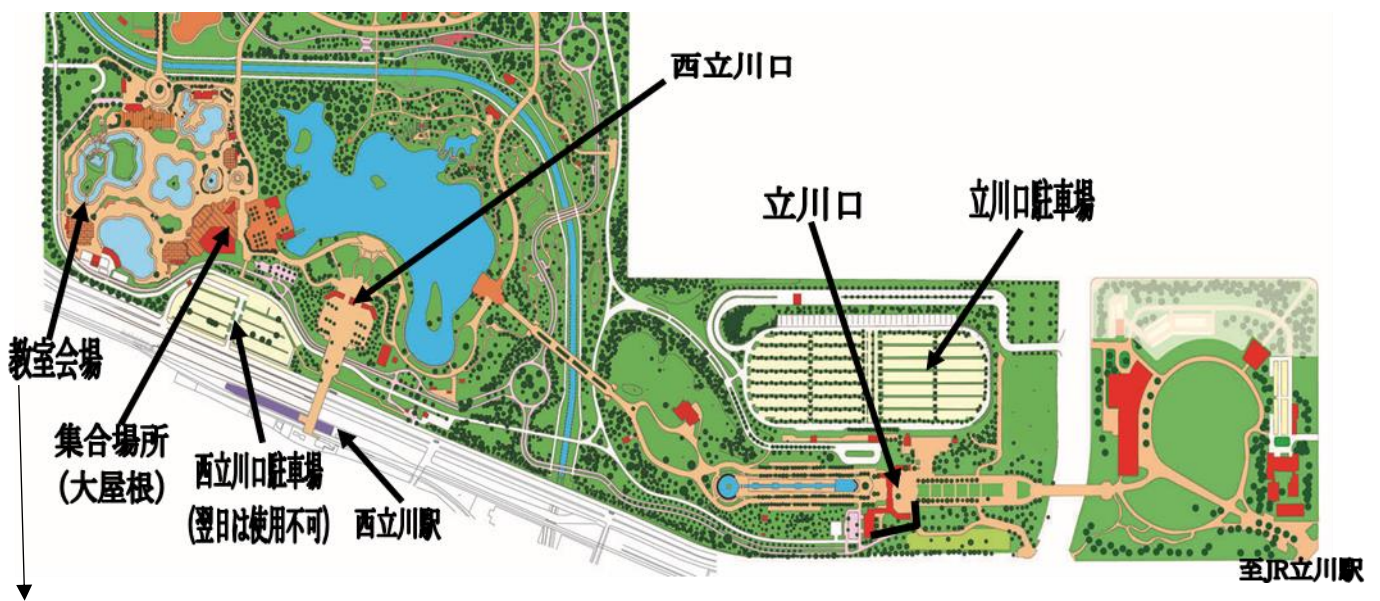 西立川口
立川口
立川口駐車場
教室会場
集合場所
(大屋根)
西立川口駐車場
(翌日は使用不可)
西立川駅
至JR立川駅